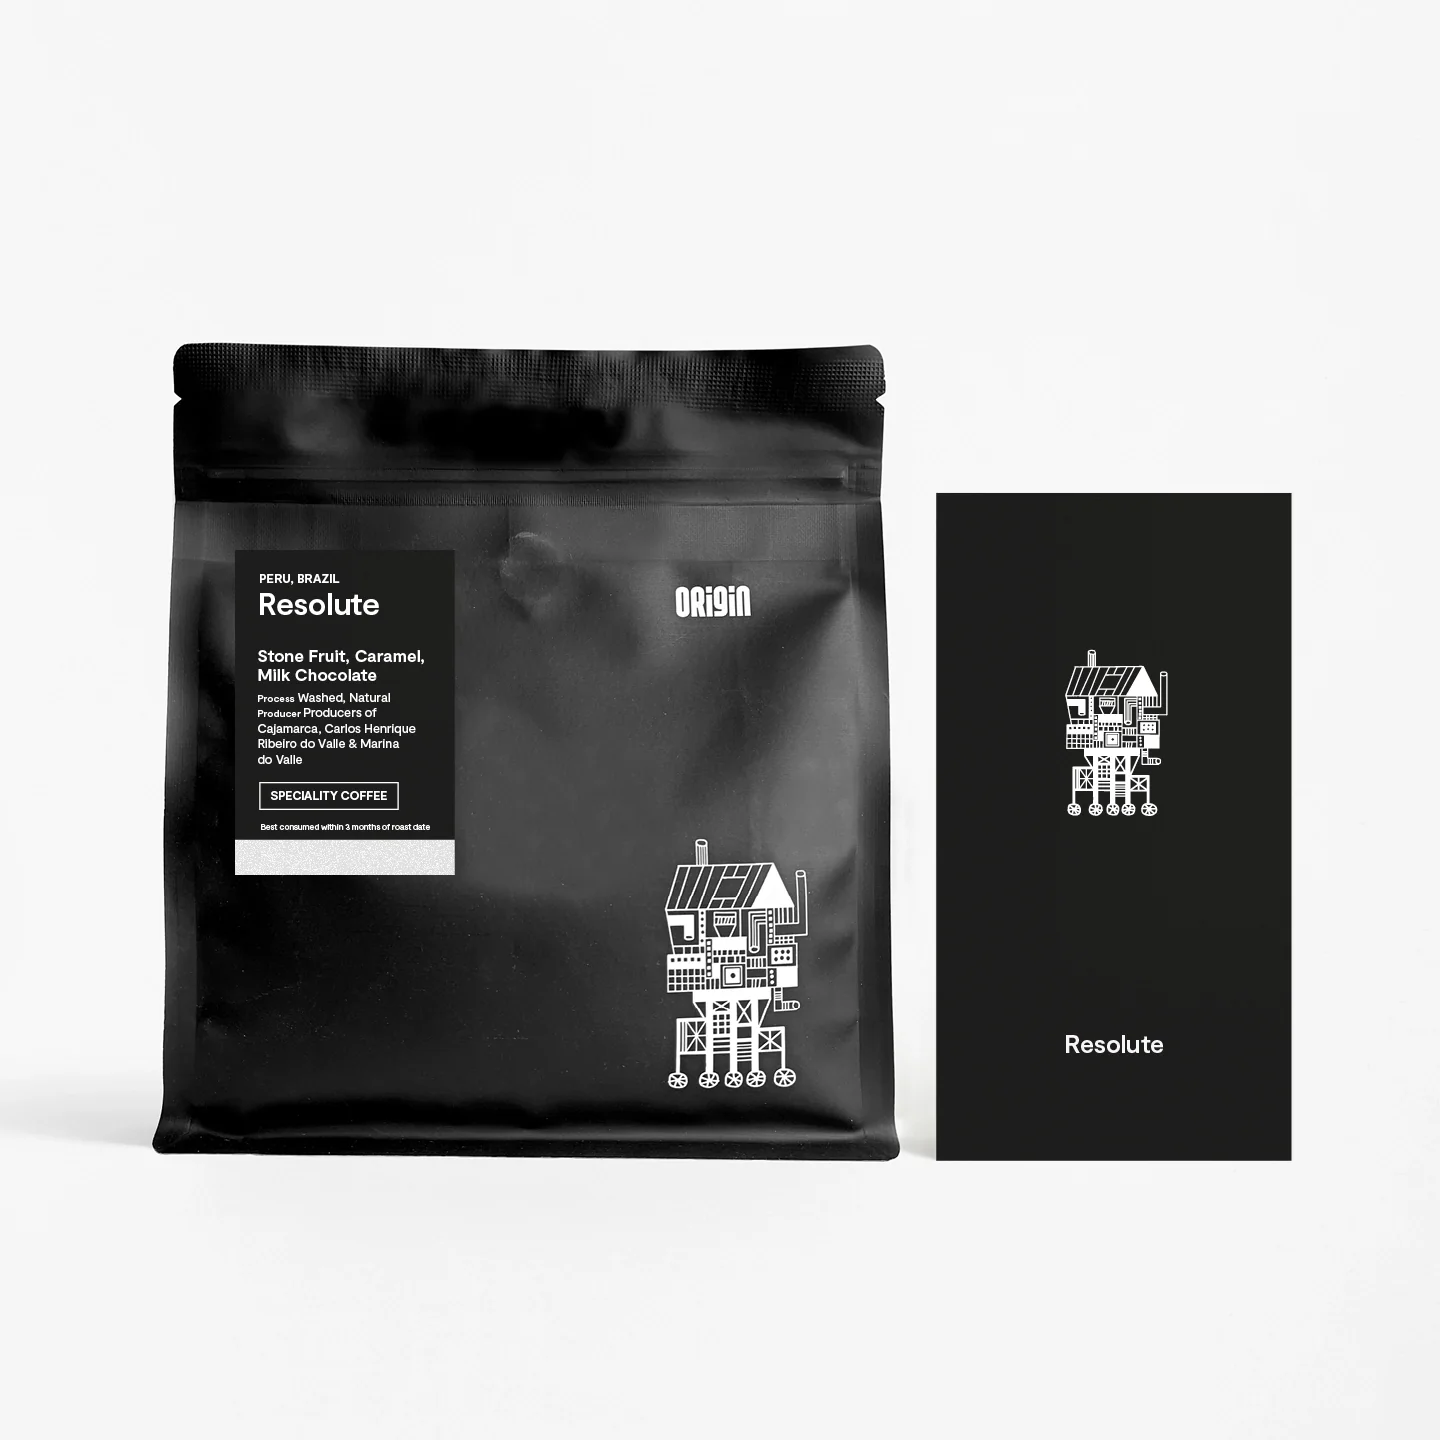 PERU, BRAZIL
Resolute
Stone Fruit, Caramel,
Milk Chocolate
Process Washed, Natural
Producer Producers of
Cajamarca, Carlos Henrique
Ribeiro do Valle & Marina
do Valle
SPECIALITY COFFEE
Best consumed within 3 months of roast date
ORiGiN
Resolute